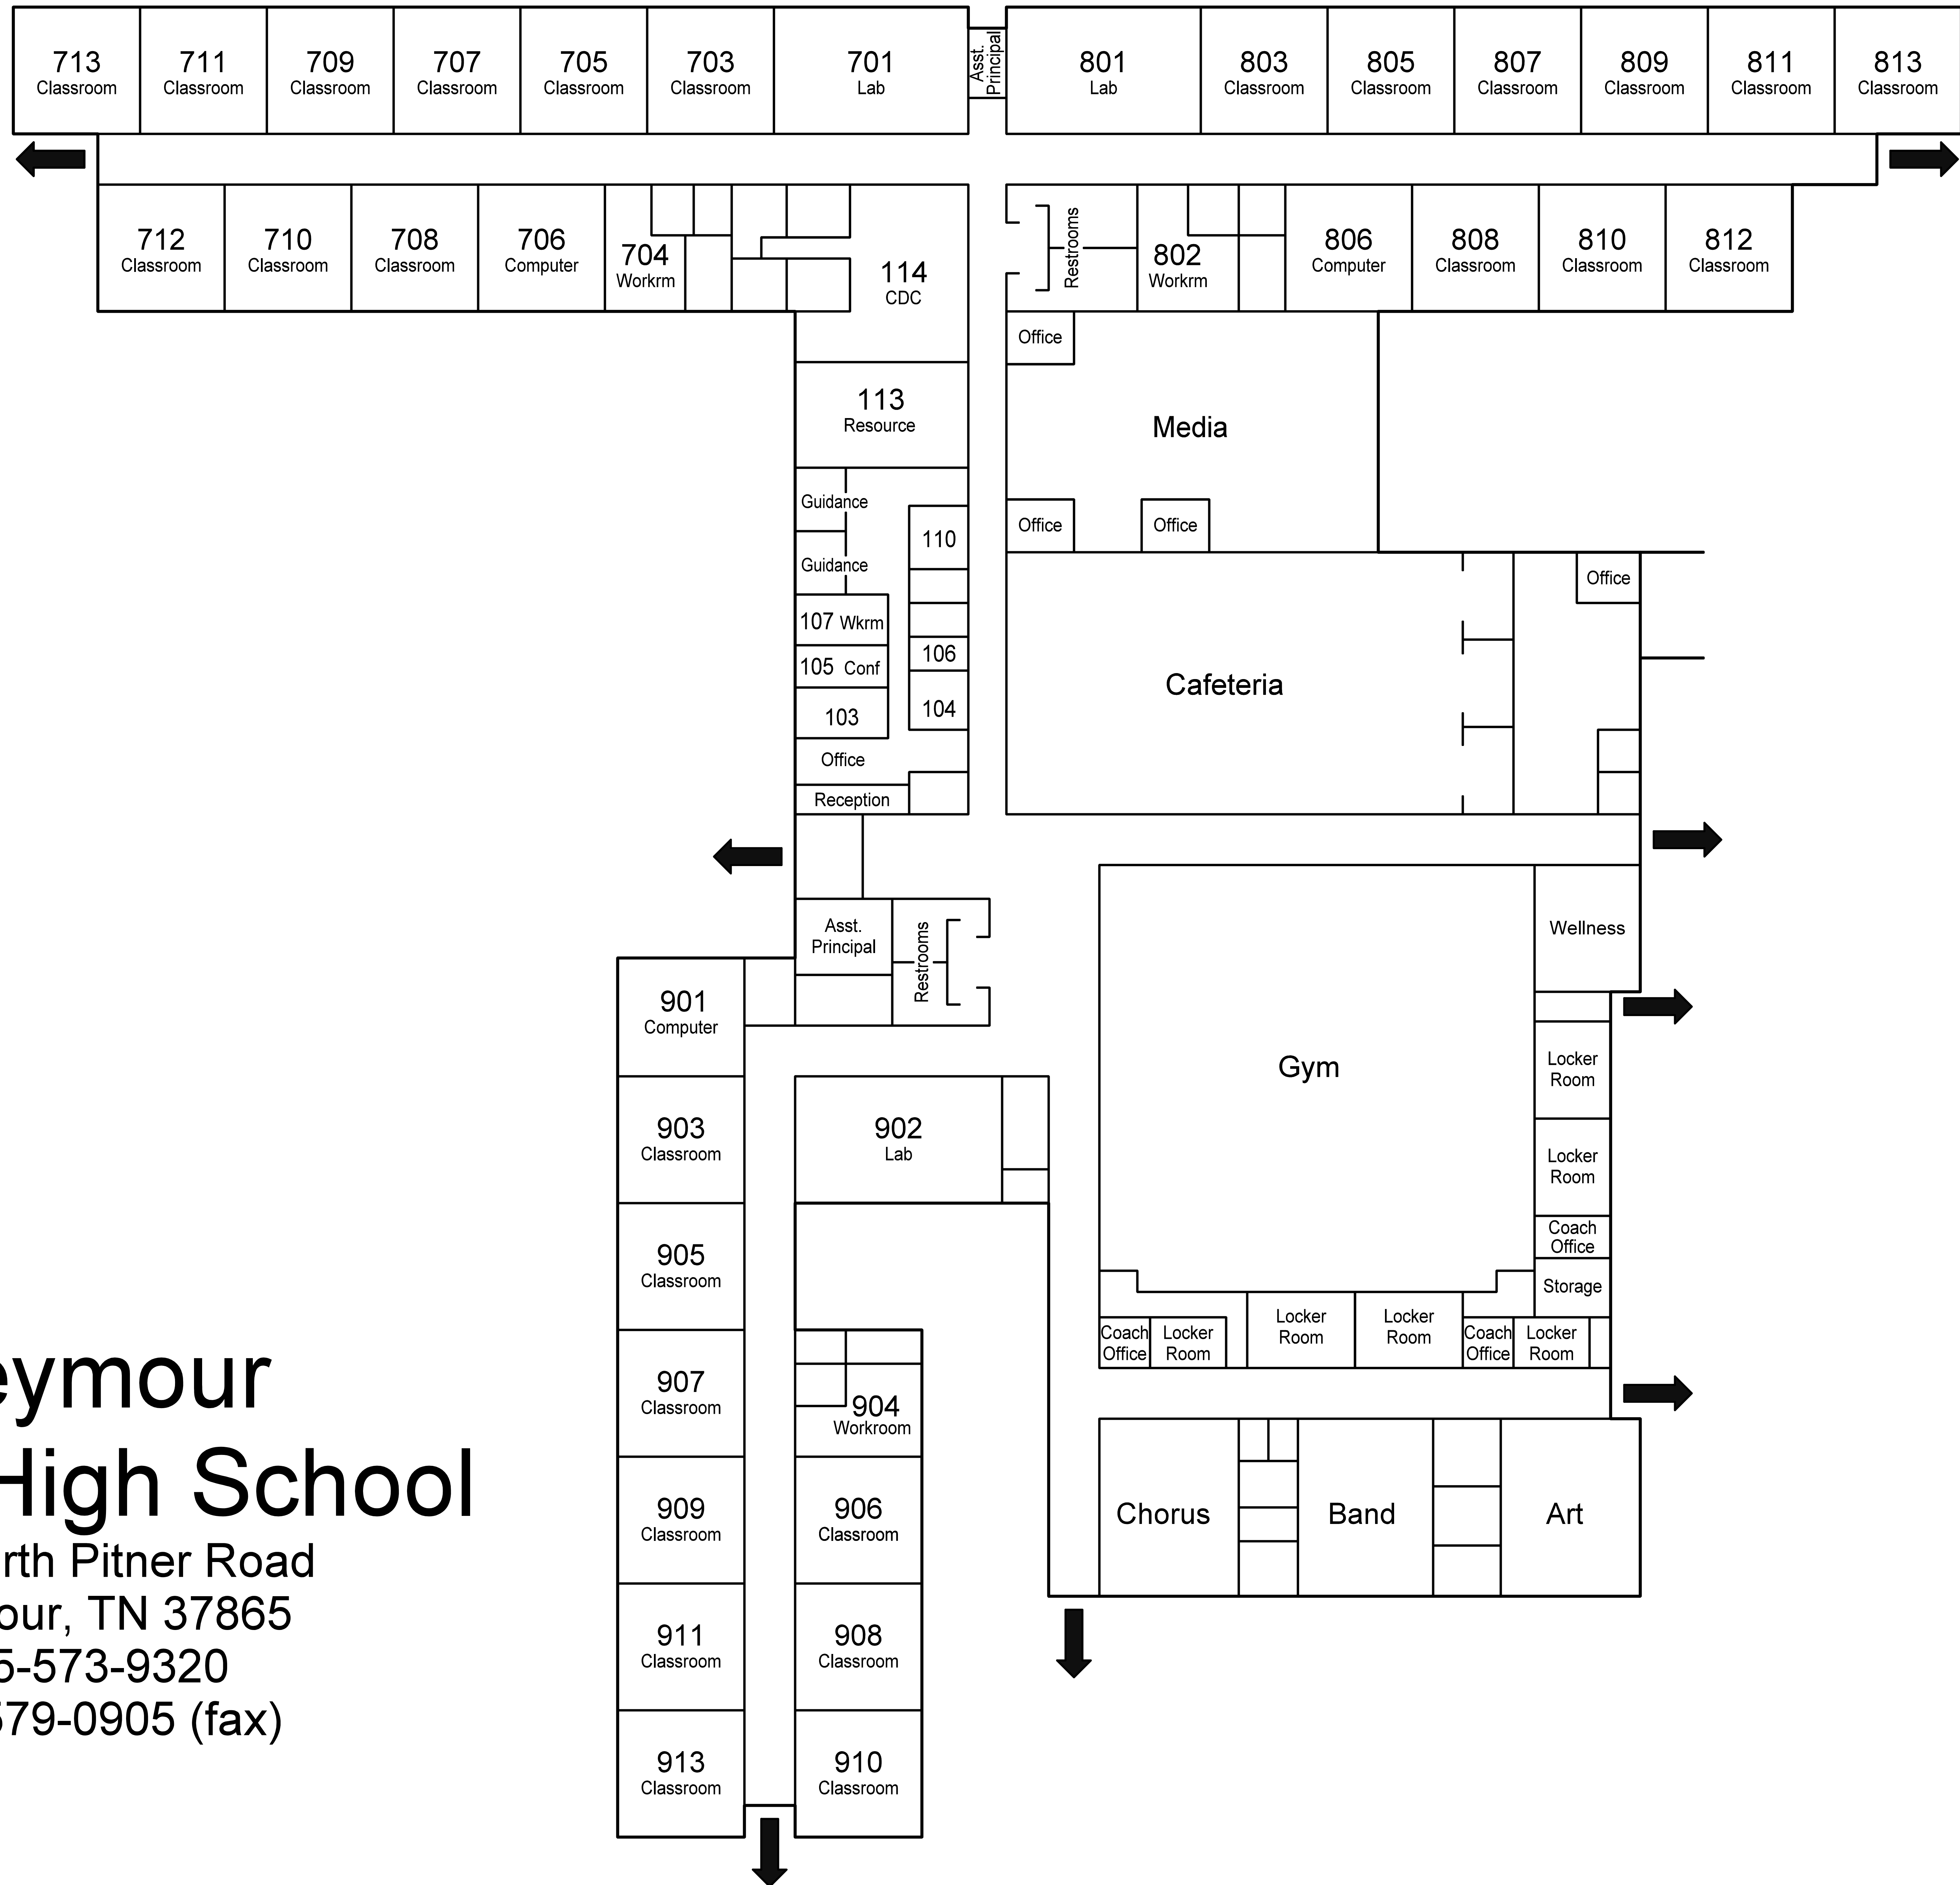 713
Classroom
711
Classroom
709
Classroom
707
Classroom
705
Classroom
703
Classroom
701
Lab
Asst.
Principal
801
Lab
803
Classroom
805
Classroom
807
Classroom
809
Classroom
811
Classroom
813
Classroom
712
Classroom
710
Classroom
708
Classroom
706
Computer
704
Workrm
114
CDC
Restrooms
802
Workrm
806
Computer
808
Classroom
810
Classroom
812
Classroom
Office
113
Resource
Media
Guidance
Office
Office
110
Guidance
Office
107 Wkrm
106
105 Conf
Cafeteria
104
103
Office
Reception
Asst.
Principal
Restrooms
Wellness
901
Computer
Gym
Locker
Room
903
Classroom
902
Lab
Locker
Room
905
Classroom
Coach
Office
Storage
Locker
Room
Locker
Room
Coach
Office
Locker
Room
Coach
Office
Locker
Room
907
Classroom
904
Workroom
909
Classroom
906
Classroom
Chorus
Band
Art
911
Classroom
908
Classroom
913
Classroom
910
Classroom
eymour
High School
rth Pitner Road
our, TN 37865
5-573-9320
579-0905 (fax)